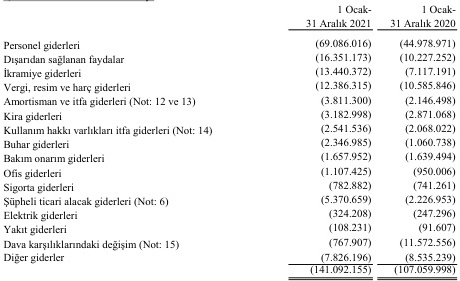 1 Ocak- 1 Ocak-
31 Aralık 2021 31 Aralık 2020
Personel giderleri (69.086.016) (44.978.971)
Dışarıdan sağlanan faydalar (16.351.173) (10.227.252)
İkramiye giderleri (13.440.372) (7.117.191)
Vergi, resim ve harç giderleri (12.386.315) (10.585.846)
Amortisman ve itfa giderleri (Not: 12 ve 13) (3.811.300) (2.146.498)
Kira giderleri (3.182.998) (2.871.068)
Kullanım hakkı varlıkları itfa giderleri (Not: 14) (2.541.536) (2.068.022)
Buhar giderleri (2.346.985) (1.060.738)
Bakım onarım giderleri (1.657.952) (1.639.494)
Ofis giderleri (1.107.425) (950.006)
Sigorta giderleri (782.882) (741.261)
Şüpheli ticari alacak giderleri (Not: 6) (5.370.659) (2.226.953)
Elektrik giderleri (324.208) (247.296)
Yakıt giderleri (108.231) (91.607)
Dava karşılıklarındaki değişim (Not: 15) (767.907) (11.572.556)
Diğer giderler (7.826.196) (8.535.239)
(141.092.155) (107.059.998)